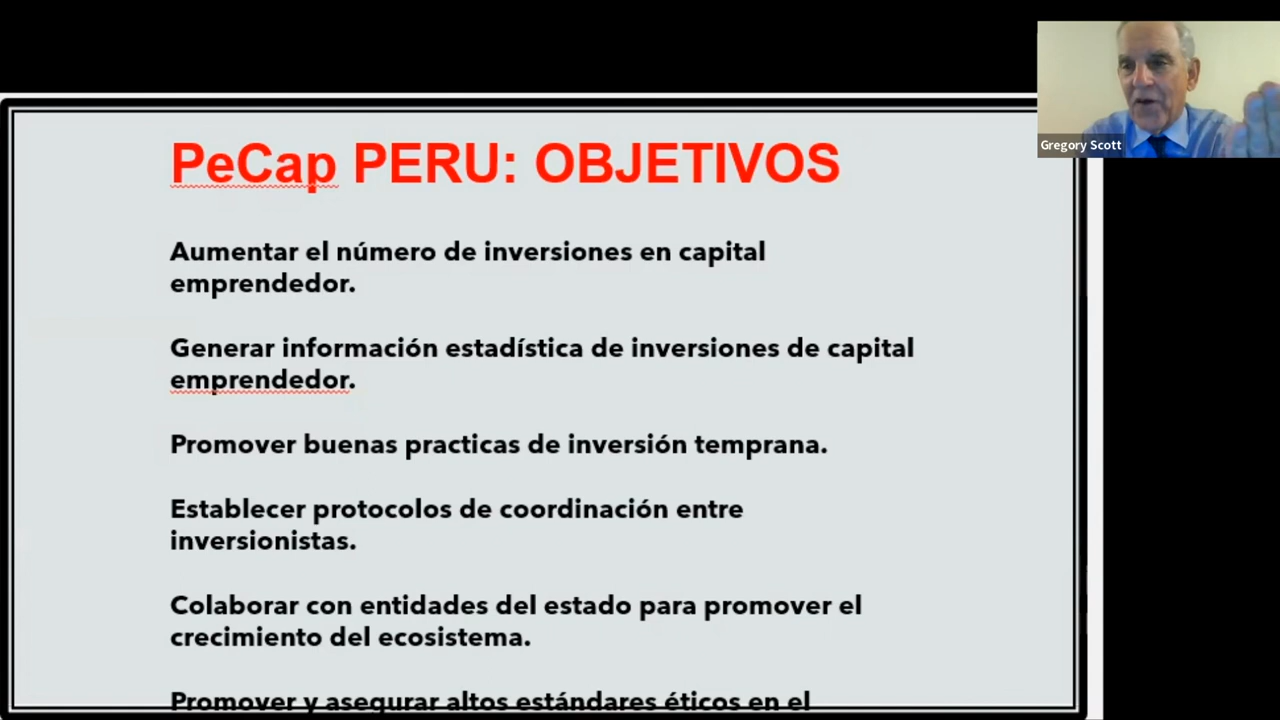 Gregory Scott
PeCap PERU: OBJETIVOS
Aumentar el número de inversiones en capital
emprendedor.
Generar información estadística de inversiones de capital
emprendedor.
Promover buenas practicas de inversión temprana.
Establecer protocolos de coordinación entre
inversionistas.
Colaborar con entidades del estado para promover el
crecimiento del ecosistema.
Promover y asegurar altos estándares éticos en el